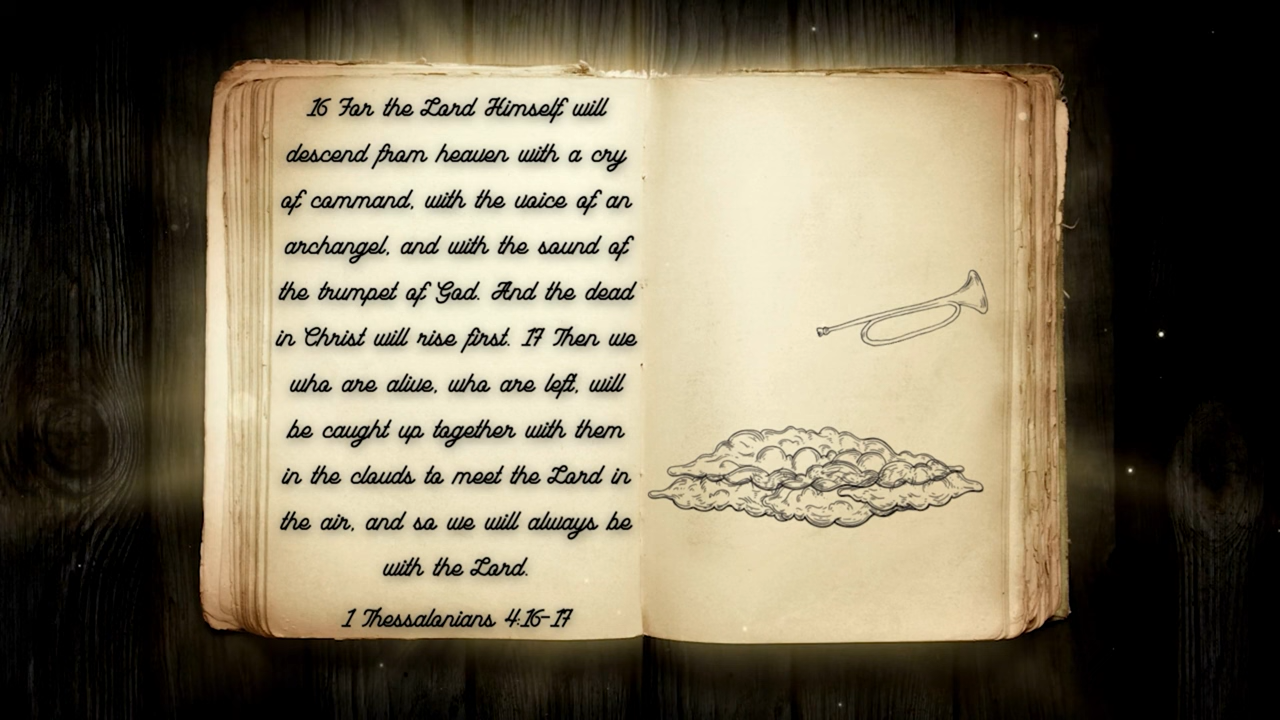 16 For the Lord Himself will
descend from heaven with a cry
of command, with the voice of an
archangel, and with the sound of
the trumpet of God. And the dead
in Christ will rise first. 17 Then we
who are alive, who are left, will
be caught up together with them
in the clouds to meet the Lord in
the air, and so we will always be
with the Lord.
1 Thessalonians 4:16-17